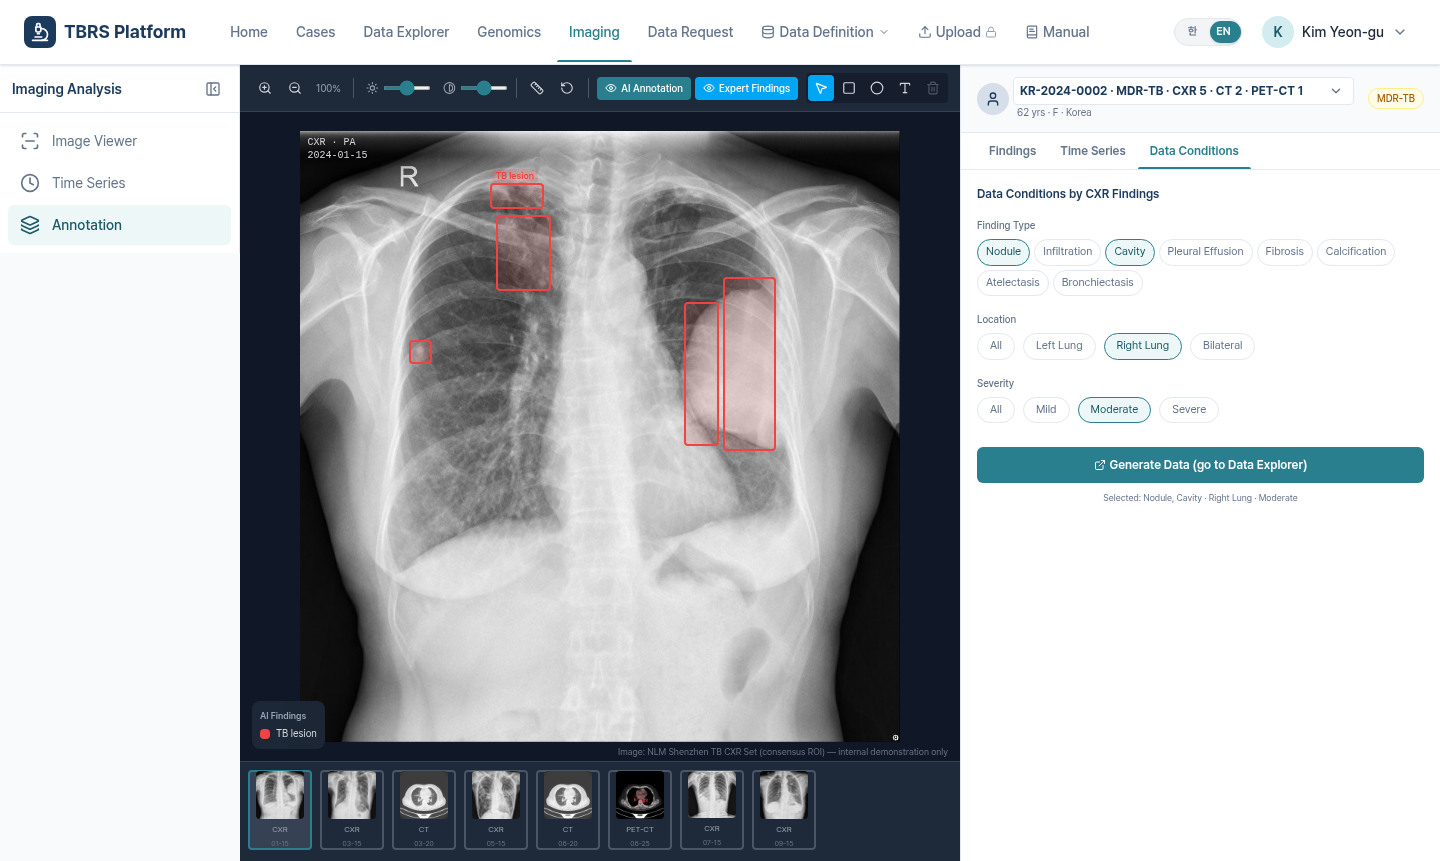 TBRS Platform
Home Cases Data Explorer Genomics Imaging Data Request Data Definition Upload Manual
한 EN
K Kim Yeon-gu
Imaging Analysis
Image Viewer
Time Series
Annotation
100%
AI Annotation Expert Findings
CXR · PA
2024-01-15
R
TB lesion
AI Findings
TB lesion
Image: NLM Shenzhen TB CXR Set (consensus ROI) — internal demonstration only
CXR CXR CT CXR CT PET-CT CXR CXR
01-15 03-15 03-20 05-15 06-20 06-25 07-15 09-15
KR-2024-0002 · MDR-TB · CXR 5 · CT 2 · PET-CT 1
62 yrs · F · Korea
MDR-TB
Findings Time Series Data Conditions
Data Conditions by CXR Findings
Finding Type
Nodule Infiltration Cavity Pleural Effusion Fibrosis Calcification
Atelectasis Bronchiectasis
Location
All Left Lung Right Lung Bilateral
Severity
All Mild Moderate Severe
Generate Data (go to Data Explorer)
Selected: Nodule, Cavity · Right Lung · Moderate